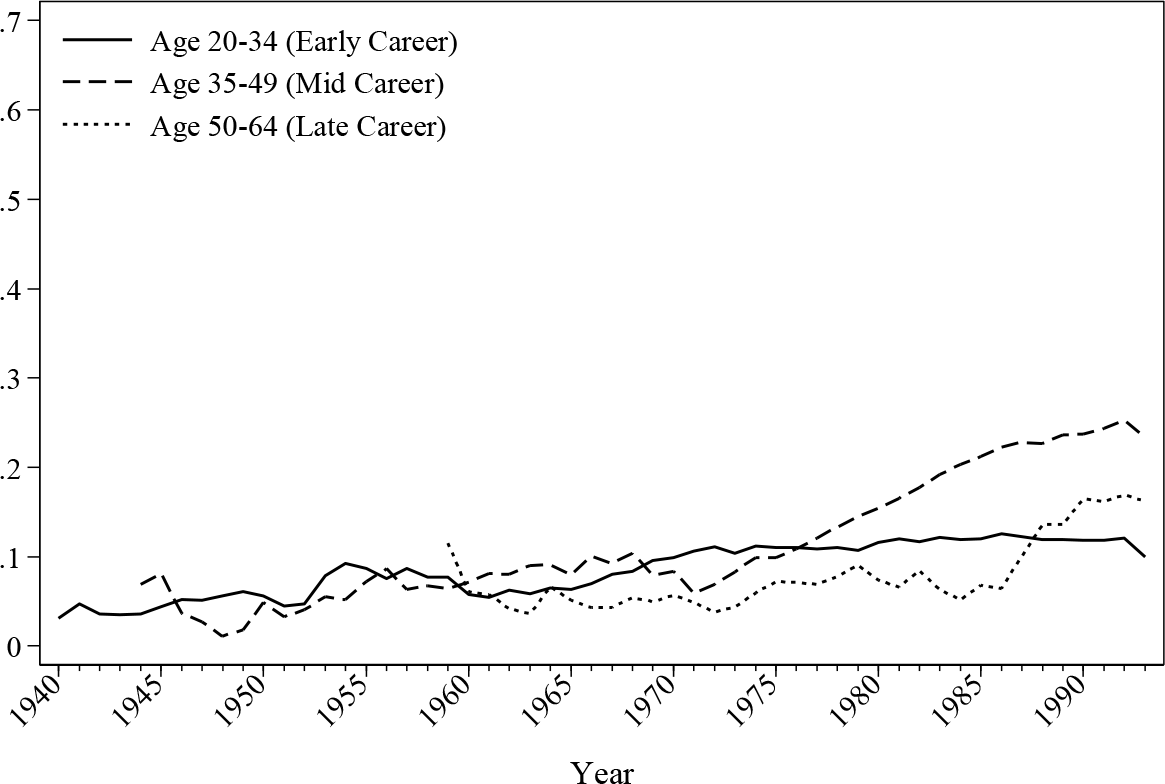 .7
Age 20-34 (Early Career)
Age 35-49 (Mid Career)
Age 50-64 (Late Career)
.6
.5
.4
.3
.2
.1
0
1940 1945 1950 1955 1960 1965 1970 1975 1980 1985 1990
Year